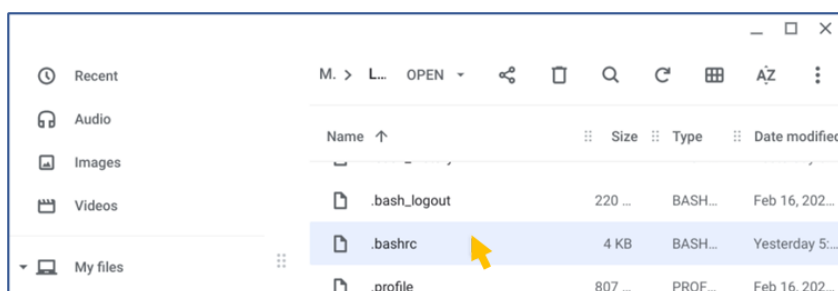 Recent
Audio
Images
Videos
My files
M. > L... OPEN
AZ
Name Size Type Date modified
.bash_logout 220 ... BASH... Feb 16, 202...
.bashrc 4 KB BASH... Yesterday 5:...
.profile 807 ... PROF... Feb 16, 202...